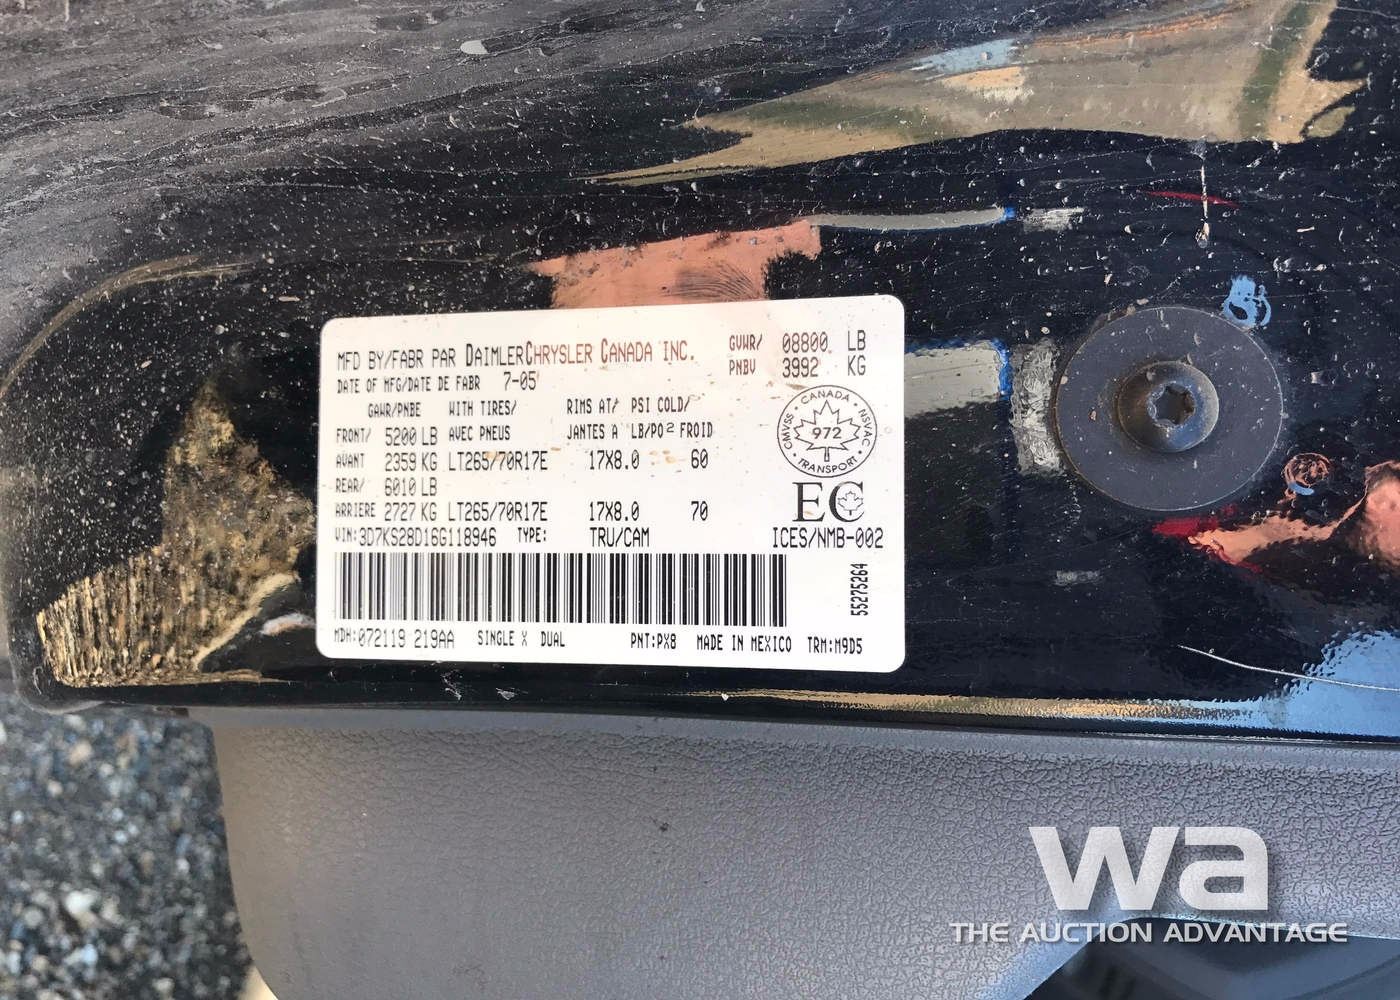 MFD BY/FABR PAR DAIMLERCHRYSLER CANADA INC.
GVWR/ 08800 LB
PNBV 3992 KG
DATE OF MFG/DATE DE FABR 7-05
GAWR/PNBE WITH TIRES/ RIMS AT/ PSI COLD/
FRONT/ 5200 LB AVEC PNEUS JANTES A LB/PO² FROID
AVANT 2359 KG LT265/70R17E 17X8.0 60
REAR/ 6010 LB
ARRIERE 2727 KG LT265/70R17E 17X8.0 70
CANADA
CMVSS 972 NSVAC
TRANSPORT
EC
VIN: 3D7KS28D16G118946 TYPE: TRU/CAM ICES/NMB-002
55275264
MDH: 072119 219AA SINGLE X DUAL PNT:PX8 MADE IN MEXICO TRM:M9D5
wa
THE AUCTION ADVANTAGE